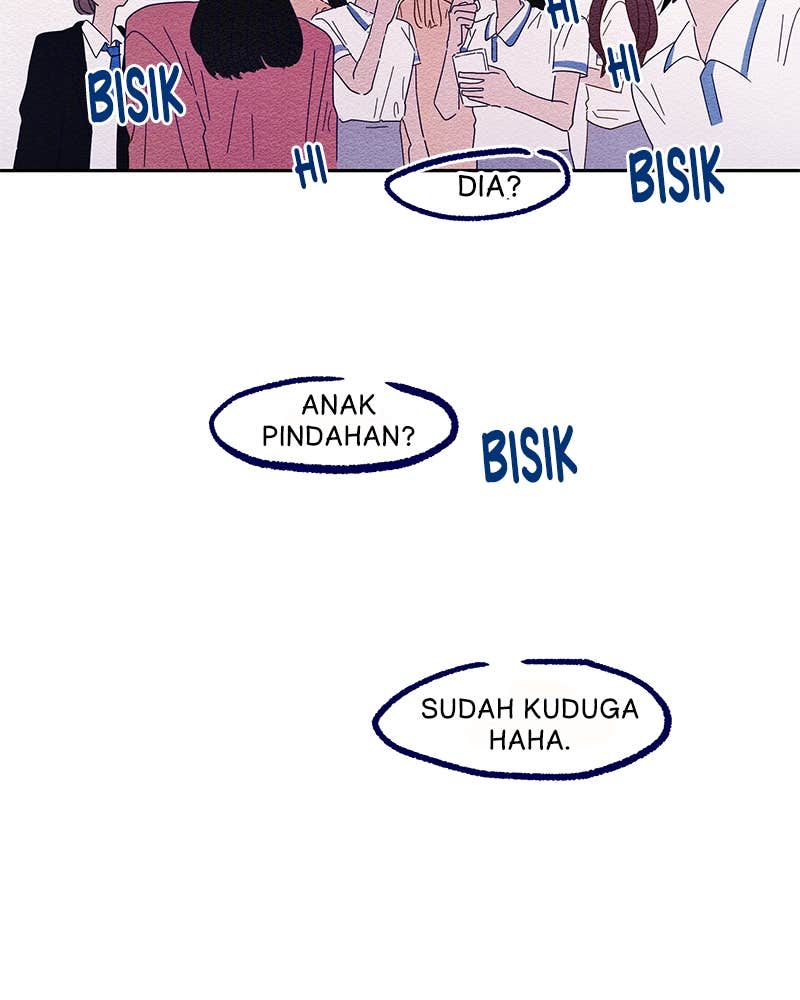 HI
HI
BISIK
HI
DIA?
BISIK
ANAK
PINDAHAN?
BISIK
SUDAH KUDUGA
HAHA.